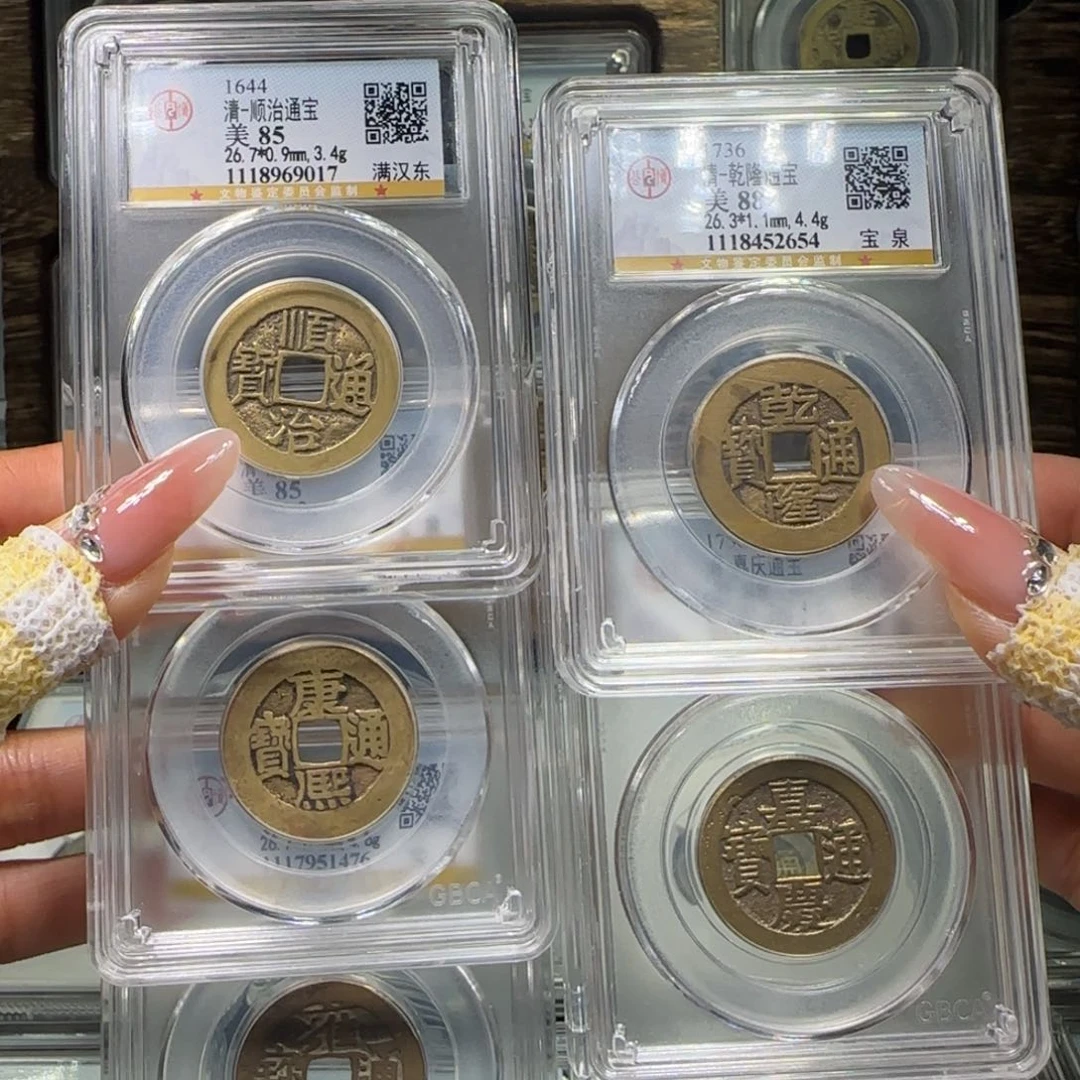 1644
清-顺治通宝
美 85
26.7*0.9mm, 3.4g
1118969017 满汉东
文物鉴定委员会监制
順治通寶
美 85
1736
清-乾隆通宝
美 88
26.3*1.1mm, 4.4g
1118452654 宝 泉
文物鉴定委员会监制
乾隆通寶
嘉庆通宝
康熙通寶
1117951476
GBCA
嘉慶通寶
GBCA